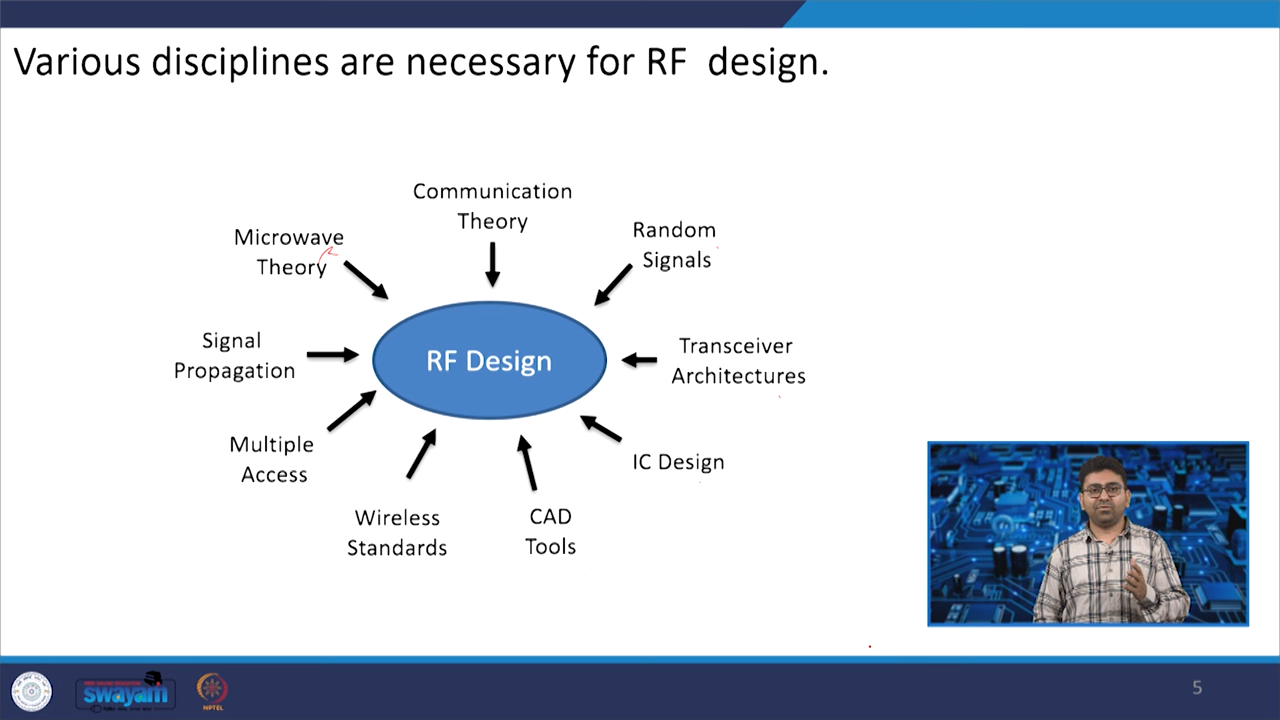 Various disciplines are necessary for RF design.
Communication
Theory
Microwave
Theory
Random
Signals
Signal
Propagation
RF Design
Transceiver
Architectures
Multiple
Access
IC Design
Wireless
Standards
CAD
Tools
swayam
NPTEL
5